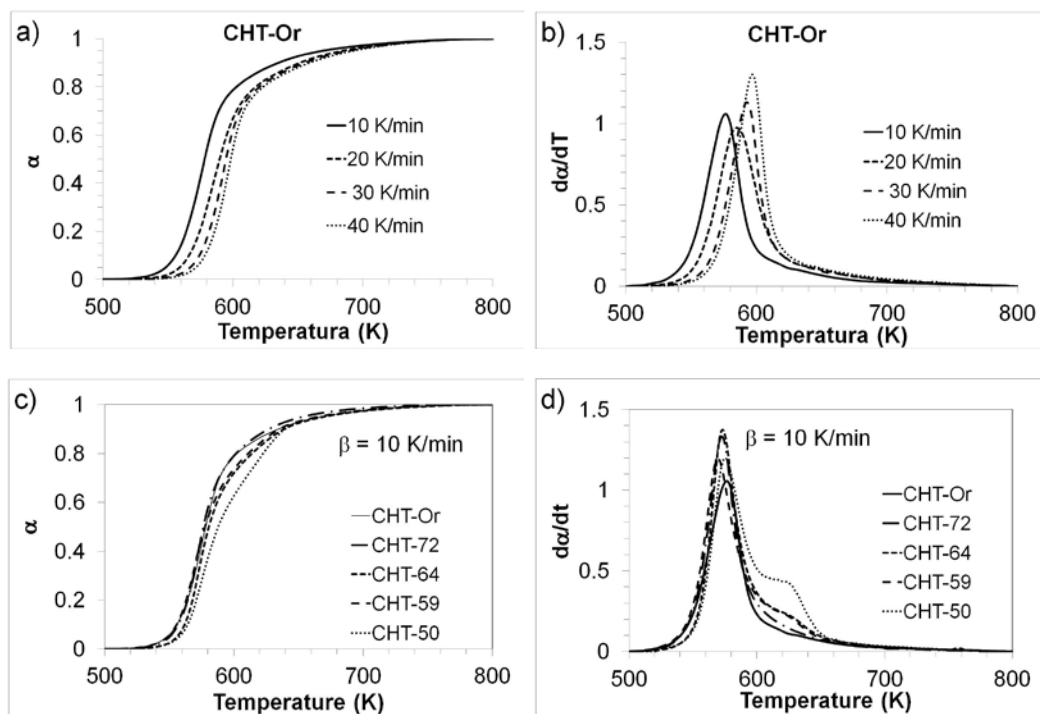 a)
CHT-Or
1
0.8
0.6
0.4
0.2
0
α
10 K/min
20 K/min
30 K/min
40 K/min
500
600
700
800
Temperatura (K)
b)
CHT-Or
1.5
1
0.5
0
dα/dT
10 K/min
20 K/min
30 K/min
40 K/min
500
600
700
800
Temperatura (K)
c)
1
0.8
0.6
0.4
0.2
0
α
β = 10 K/min
CHT-Or
CHT-72
CHT-64
CHT-59
CHT-50
500
600
700
800
Temperature (K)
d)
1.5
1
0.5
0
dα/dt
β = 10 K/min
CHT-Or
CHT-72
CHT-64
CHT-59
CHT-50
500
600
700
800
Temperature (K)